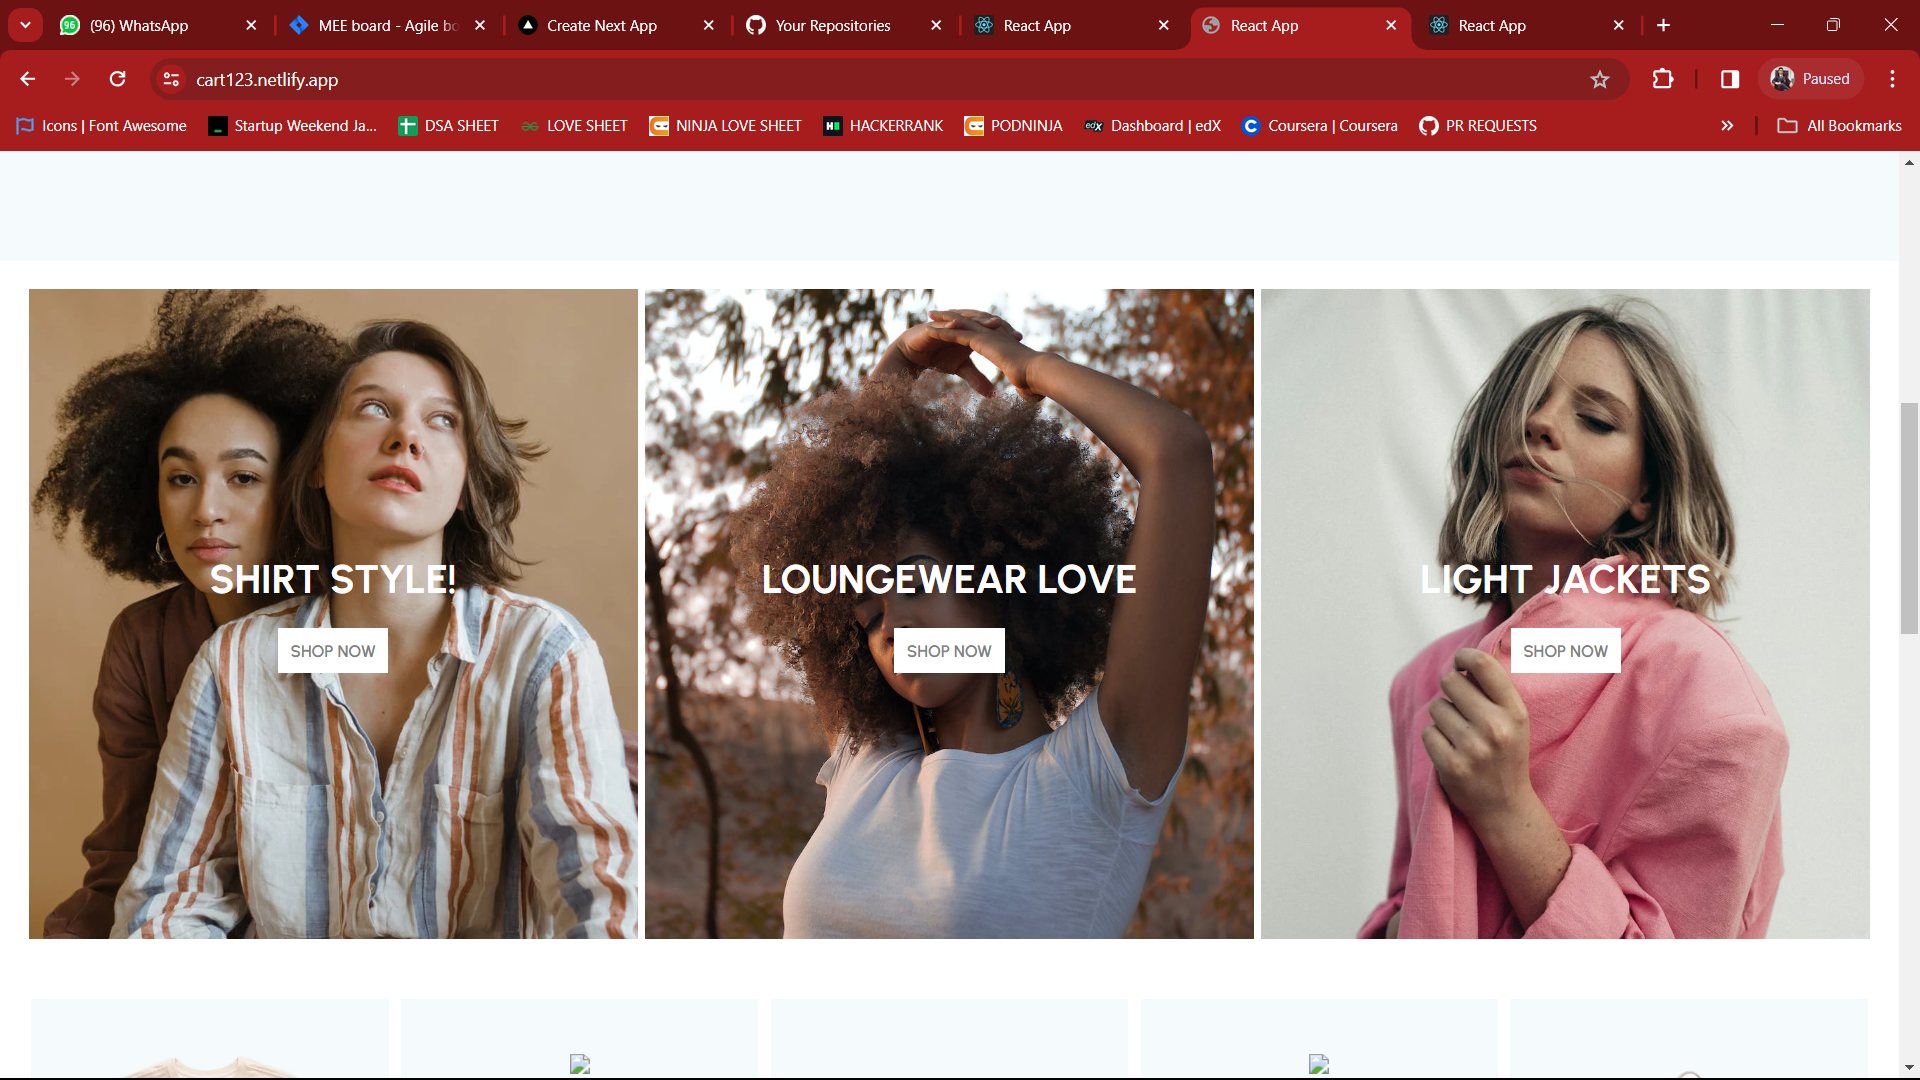 96 (96) WhatsApp
MEE board - Agile bo
Create Next App
Your Repositories
React App
React App
React App
cart123.netlify.app
Paused
Icons | Font Awesome
Startup Weekend Ja...
DSA SHEET
LOVE SHEET
NINJA LOVE SHEET
HACKERRANK
PODNINJA
edX Dashboard | edX
Coursera | Coursera
PR REQUESTS
All Bookmarks
SHIRT STYLE!
SHOP NOW
LOUNGEWEAR LOVE
SHOP NOW
LIGHT JACKETS
SHOP NOW